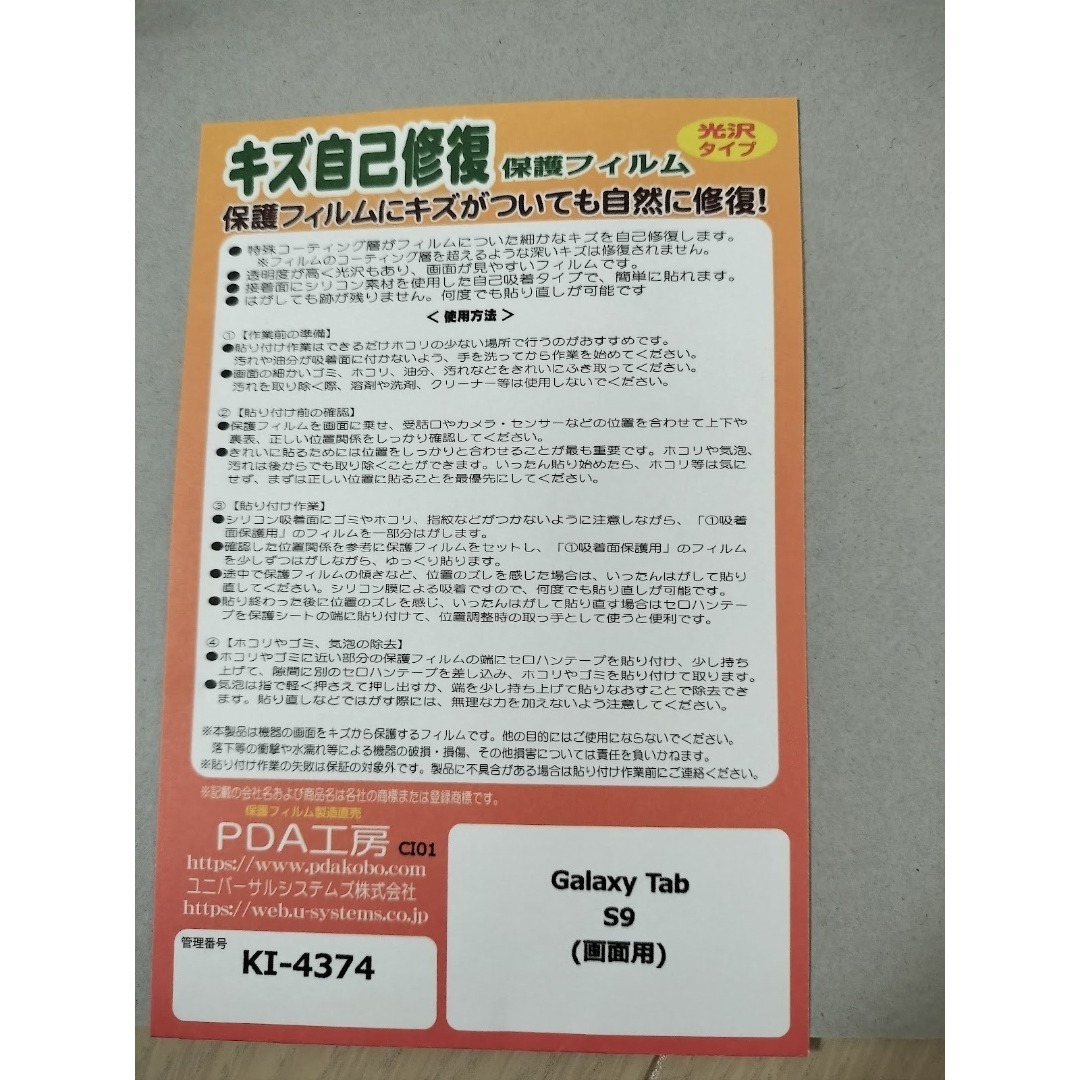 キズ自己修復 保護フィルム
光沢
タイプ
保護フィルムにキズがついても自然に修復!
● 特殊コーティング層がフィルムについた細かなキズを自己修復します。
※フィルムのコーティング層を超えるような深いキズは修復されません。
● 透明度が高く光沢もあり、画面が見やすいフィルムです。
● 接着面にシリコン素材を使用した自己吸着タイプで、簡単に貼れます。
● はがしても跡が残りません。何度でも貼り直しが可能です
＜ 使用方法 ＞
①【作業前の準備】
●貼り付け作業はできるだけホコリの少ない場所で行うのがおすすめです。
汚れや油分が吸着面に付かないよう、手を洗ってから作業を始めてください。
●画面の細かいゴミ、ホコリ、油分、汚れなどをきれいにふき取ってください。
汚れを取り除く際、溶剤や洗剤、クリーナー等は使用しないでください。
②【貼り付け前の確認】
●保護フィルムを画面に乗せ、受話口やカメラ・センサーなどの位置を合わせて上下や
裏表、正しい位置関係をしっかり確認してください。
●きれいに貼るためには位置をしっかりと合わせることが最も重要です。ホコリや気泡、
汚れは後からでも取り除くことができます。いったん貼り始めたら、ホコリ等は気に
せず、まずは正しい位置に貼ることを最優先にしてください。
③【貼り付け作業】
●シリコン吸着面にゴミやホコリ、指紋などがつかないように注意しながら、「①吸着
面保護用」のフィルムを一部分はがします。
●確認した位置関係を参考に保護フィルムをセットし、「①吸着面保護用」のフィルム
を少しずつはがしながら、ゆっくり貼ります。
●途中で保護フィルムの傾きなど、位置のズレを感じた場合は、いったんはがして貼り
直してください。シリコン膜による吸着ですので、何度でも貼り直しが可能です。
●貼り終わった後に位置のズレを感じ、いったんはがして貼り直す場合はセロハンテー
プを保護シートの端に貼り付けて、位置調整時の取っ手として使うと便利です。
④【ホコリやゴミ、気泡の除去】
●ホコリやゴミに近い部分の保護フィルムの端にセロハンテープを貼り付け、少し持ち
上げて、隙間に別のセロハンテープを差し込み、ホコリやゴミを貼り付けて取ります。
●気泡は指で軽く押さえて押し出すか、端を少し持ち上げて貼りなおすことで除去でき
ます。貼り直しなどではがす際には、無理な力を加えないよう注意してください。
※本製品は機器の画面をキズから保護するフィルムです。他の目的にはご使用にならないでください。
落下等の衝撃や水濡れ等による機器の破損・損傷、その他損害については責任を負いかねます。
※貼り付け作業の失敗は保証の対象外です。製品に不具合がある場合は貼り付け作業前にご連絡ください。
※記載の会社名および商品名は各社の商標または登録商標です。
保護フィルム製造直売
PDA工房 CI01
https://www.pdakobo.com
ユニバーサルシステムズ株式会社
https://web.u-systems.co.jp
管理番号
KI-4374
Galaxy Tab
S9
(画面用)